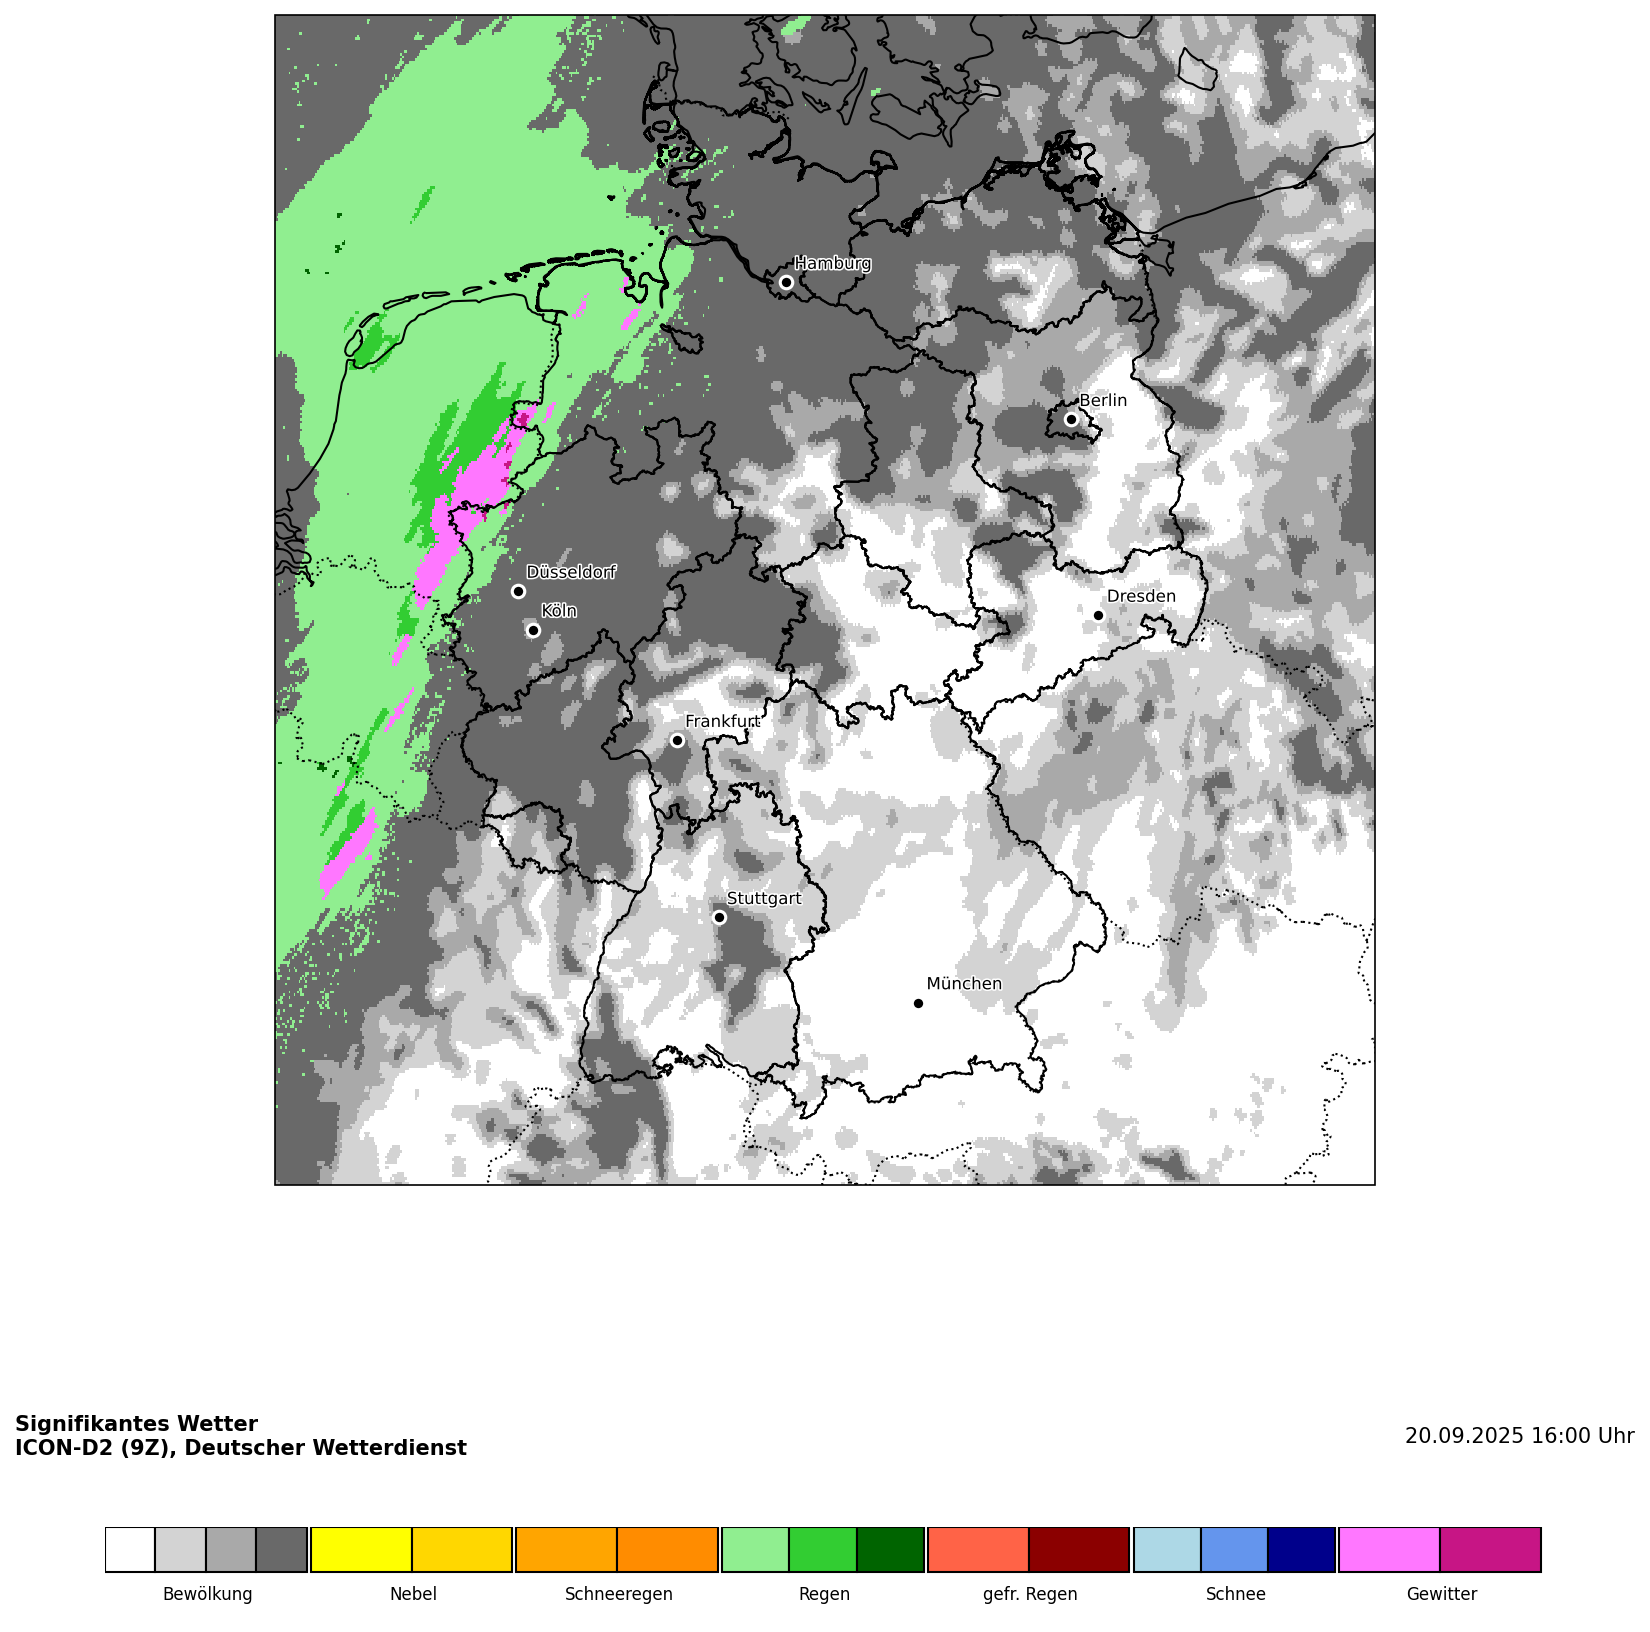 Hamburg
Berlin
Düsseldorf
Köln
Dresden
Frankfurt
Stuttgart
München
Signifikantes Wetter
ICON-D2 (9Z), Deutscher Wetterdienst
20.09.2025 16:00 Uhr
Bewölkung
Nebel
Schneeregen
Regen
gefr. Regen
Schnee
Gewitter